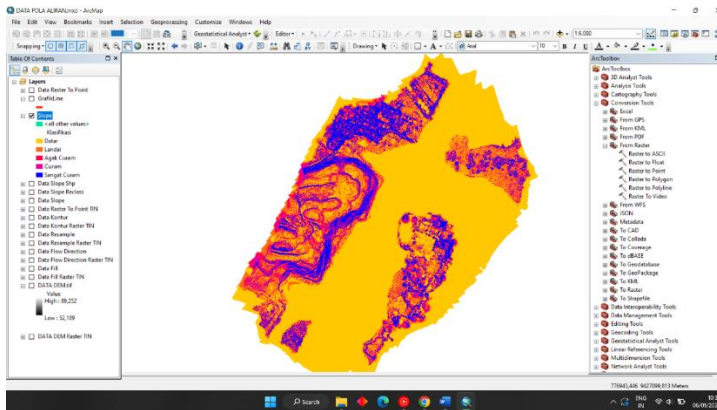 DATA POLA ALIRAN.mxd - ArcMap
File Edit View Bookmarks Insert Selection Geoprocessing Customize Windows Help
Geostatistical Analyst Editor
Snapping Drawing Arial 10 B I U A
Table Of Contents
Layers
Data Raster To Point
GrafikLine
Slope
<all other values>
Klasifikasi
Datar
Landai
Agak Curam
Curam
Sangat Curam
Data Slope Shp
Data Slope Reclass
Data Slope
Data Raster To Point TIN
Data Kontur
Data Kontur Raster TIN
Data Resample
Data Resample Raster TIN
Data Flow Direction
Data Flow Direction Raster TIN
Data Fill
Data Fill Raster TIN
DATA DEM.tif
Value
DATA DEM Raster TIN
ArcToolbox
ArcToolbox
3D Analyst Tools
Analysis Tools
Cartography Tools
Conversion Tools
Excel
From GPS
From KML
From PDF
From Raster
Raster to ASCII
Raster to Float
Raster to Point
Raster to Polygon
Raster to Polyline
Raster To Video
From WFS
JSON
Metadata
To CAD
To Collada
To Coverage
To dBASE
To Geodatabase
To GeoPackage
To KML
To Raster
To Shapefile
Data Interoperability Tools
Data Management Tools
Editing Tools
Geocoding Tools
Geostatistical Analyst Tools
Linear Referencing Tools
Multidimension Tools
Network Analyst Tools
Meters
Search
ENG
IN